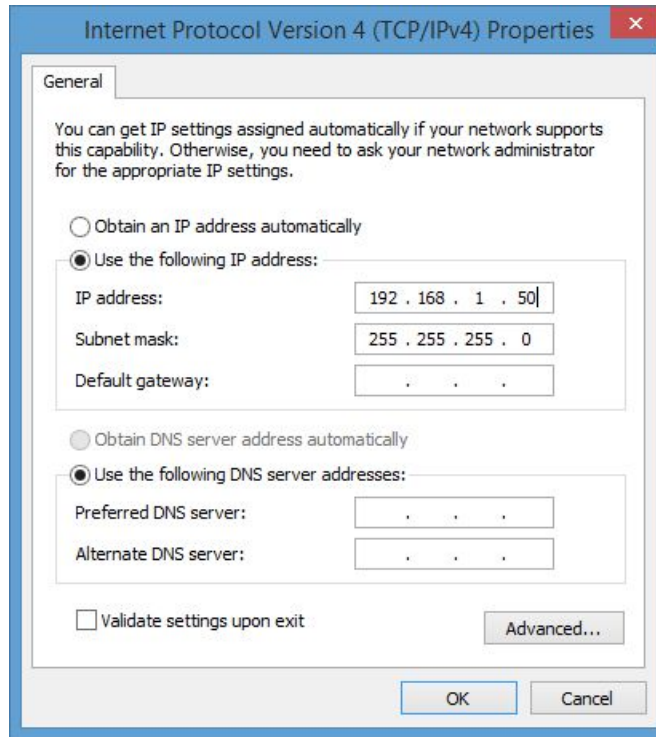 Internet Protocol Version 4 (TCP/IPv4) Properties
General
You can get IP settings assigned automatically if your network supports
this capability. Otherwise, you need to ask your network administrator
for the appropriate IP settings.
Obtain an IP address automatically
Use the following IP address:
IP address: 192 . 168 . 1 . 50
Subnet mask: 255 . 255 . 255 . 0
Default gateway: . . .
Obtain DNS server address automatically
Use the following DNS server addresses:
Preferred DNS server: . . .
Alternate DNS server: . . .
Validate settings upon exit
Advanced...
OK Cancel